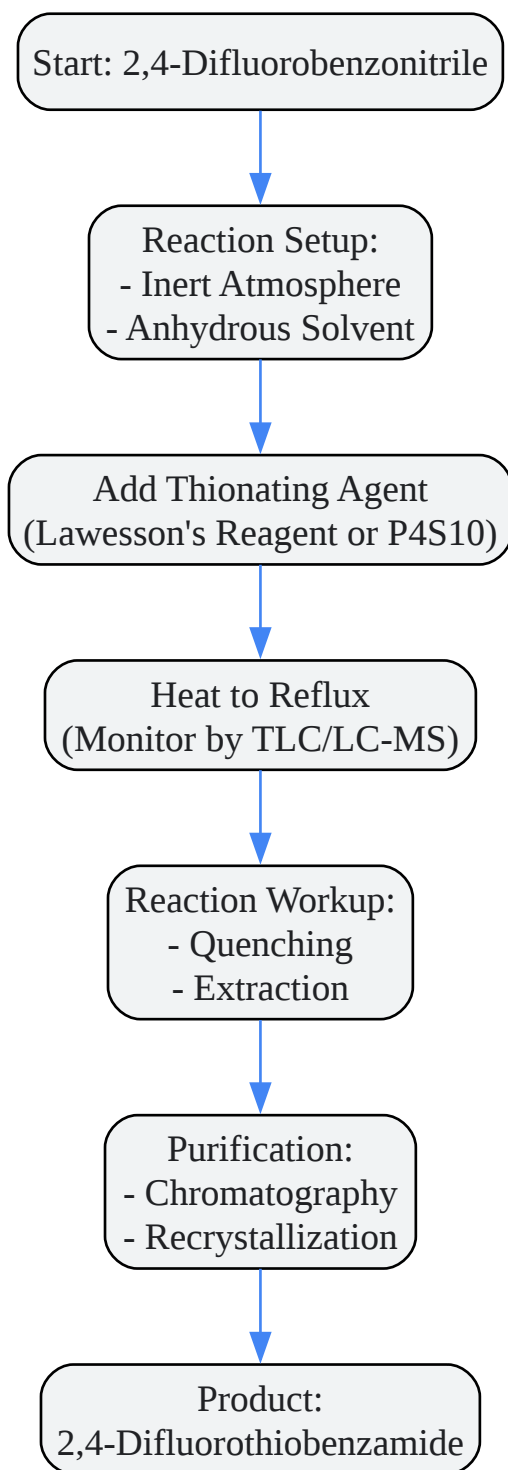 Start: 2,4-Difluorobenzonitrile
Reaction Setup:
- Inert Atmosphere
- Anhydrous Solvent
Add Thionating Agent
(Lawesson's Reagent or P4S10)
Heat to Reflux
(Monitor by TLC/LC-MS)
Reaction Workup:
- Quenching
- Extraction
Purification:
- Chromatography
- Recrystallization
Product:
2,4-Difluorothiobenzamide